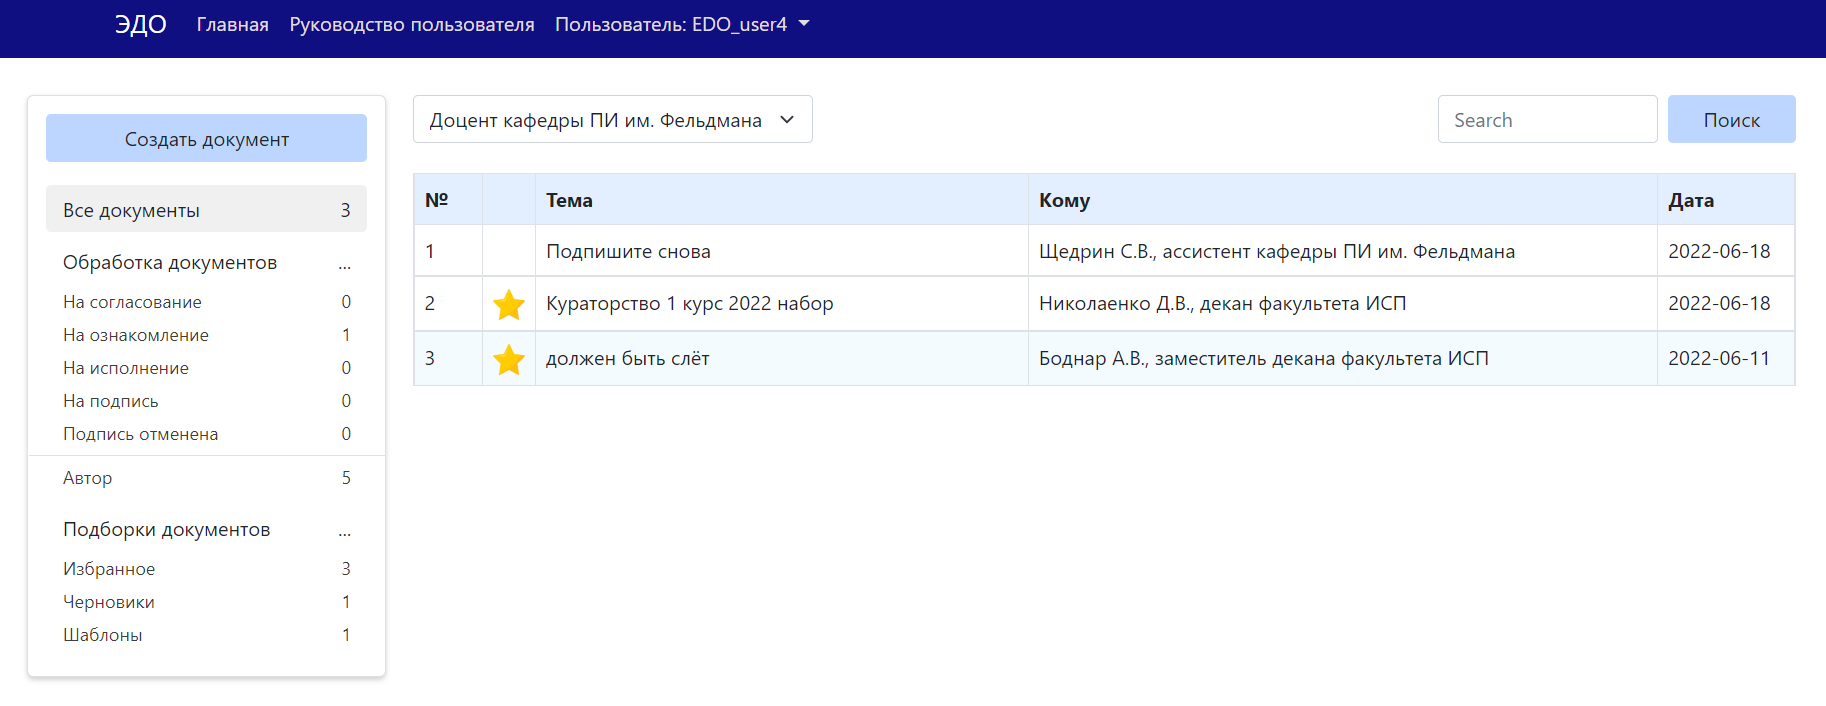 ЭДО Главная Руководство пользователя Пользователь: EDO_user4
Создать документ
Все документы 3
Обработка документов ...
На согласование 0
На ознакомление 1
На исполнение 0
На подпись 0
Подпись отменена 0
Автор 5
Подборки документов ...
Избранное 3
Черновики 1
Шаблоны 1
Доцент кафедры ПИ им. Фельдмана
Search Поиск
№ Тема Кому Дата
1 Подпишите снова Щедрин С.В., ассистент кафедры ПИ им. Фельдмана 2022-06-18
2 Кураторство 1 курс 2022 набор Николаенко Д.В., декан факультета ИСП 2022-06-18
3 должен быть слёт Боднар А.В., заместитель декана факультета ИСП 2022-06-11